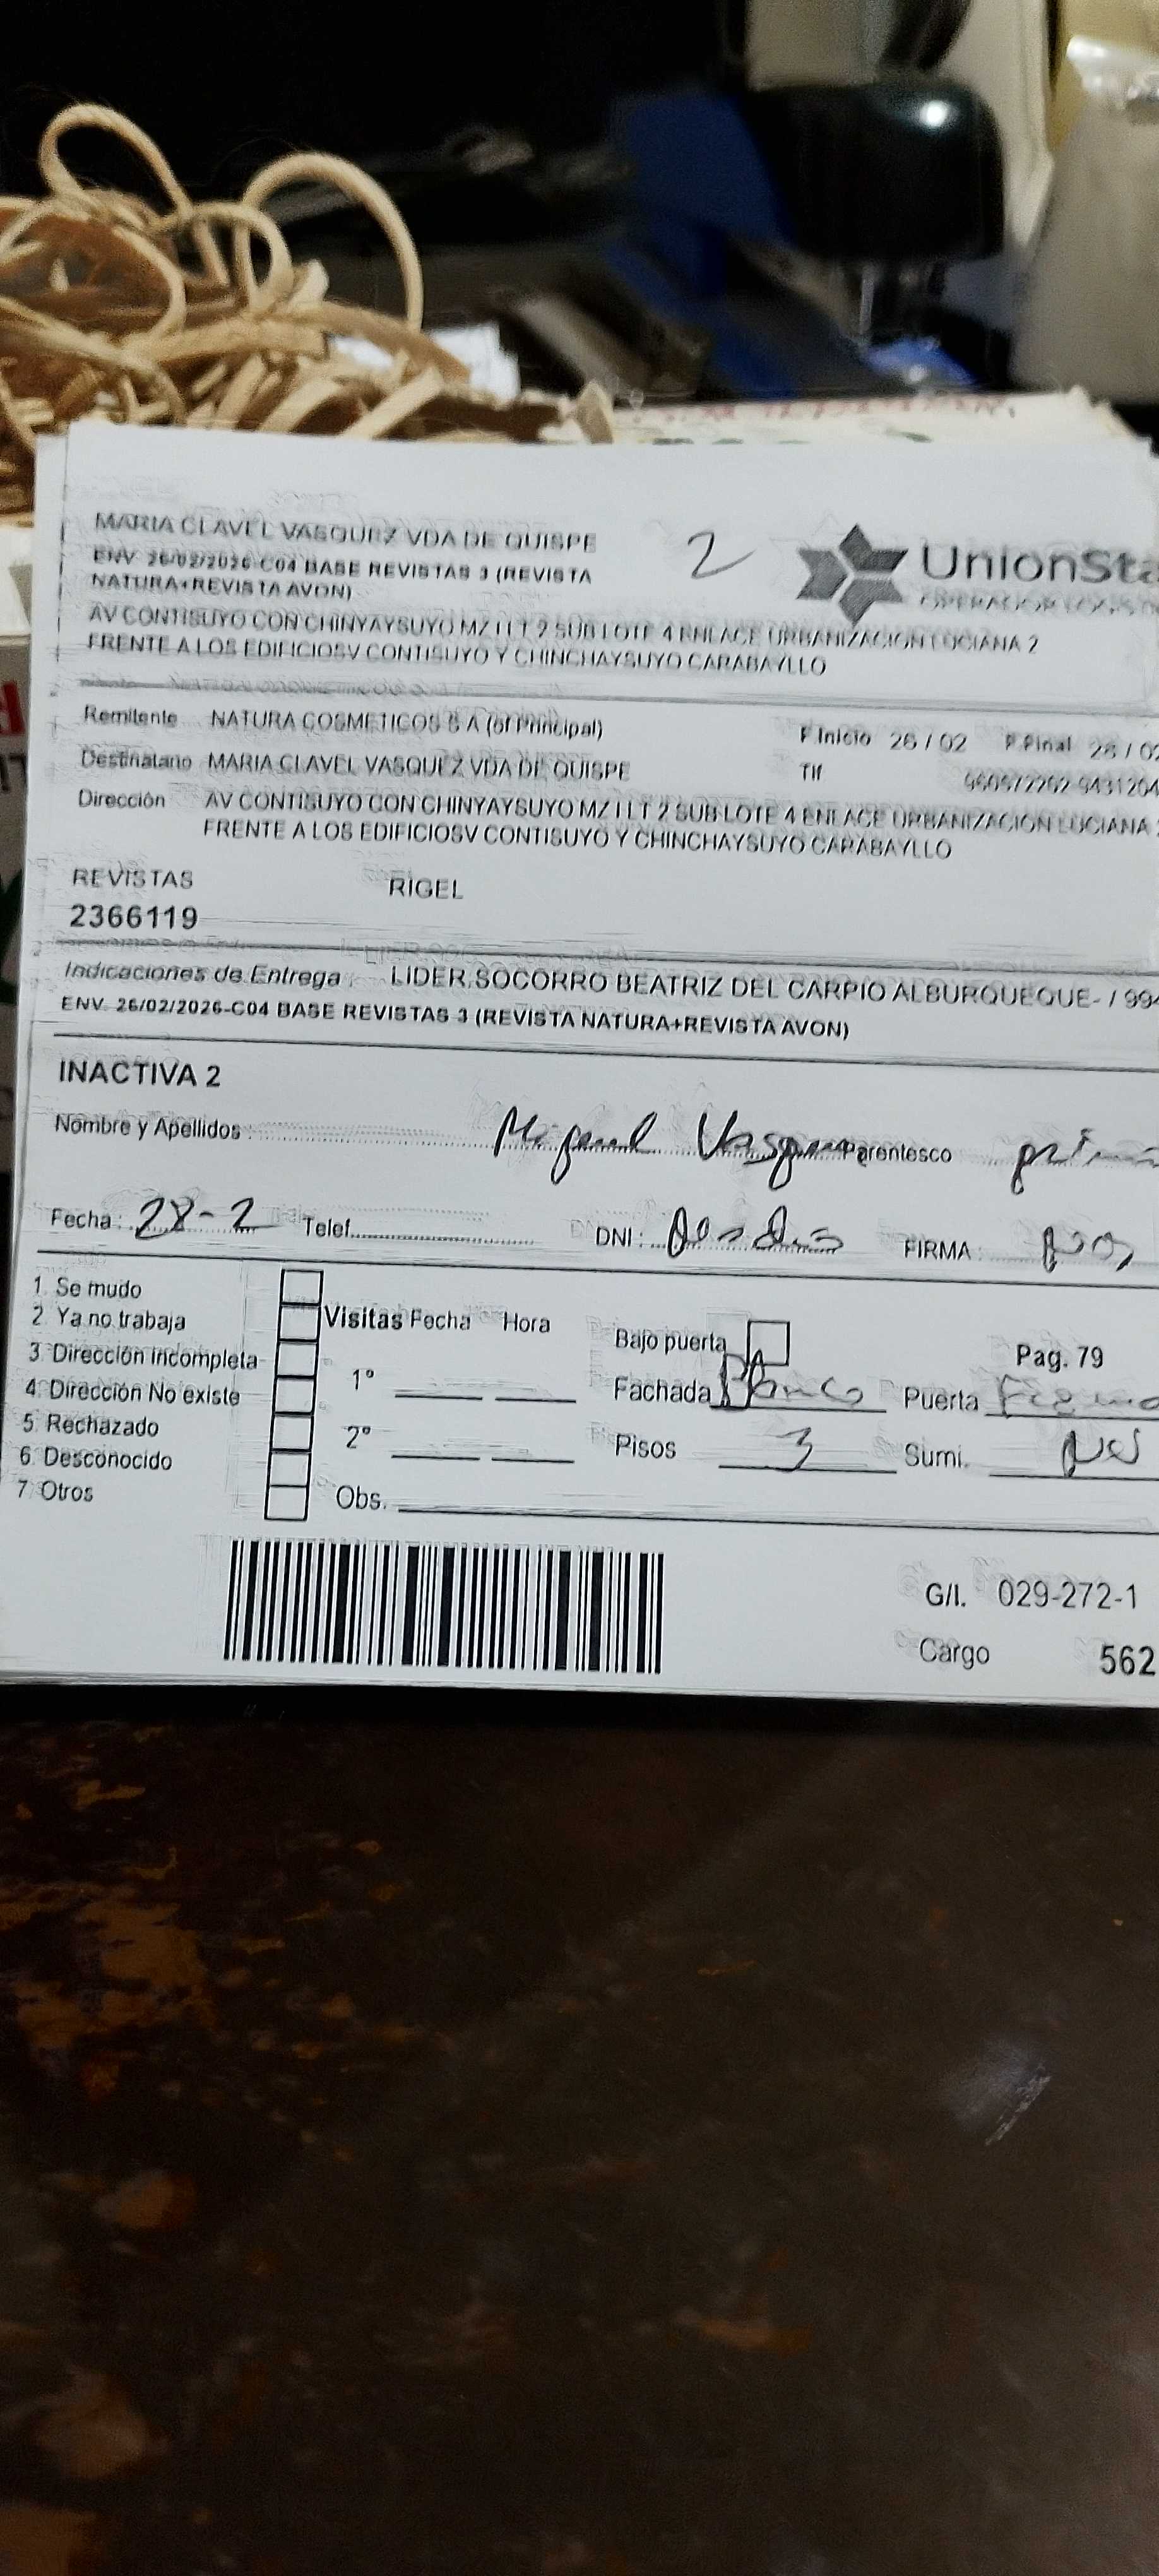 MARIA CLAVEL VASQUEZ VDA DE QUISPE
2
ENV 26/02/2026-C04 BASE REVISTAS 3 (REVISTA
NATURA+REVISTA AVON)
UnionSta
AV CONTISUYO CON CHINYAYSUYO MZ I LT 2 SUB LOTE 4 ENLACE URBANIZACION LUCIANA 2
FRENTE A LOS EDIFICIOSV CONTISUYO Y CHINCHAYSUYO CARABAYLLO
Remitente NATURA COSMETICOS S A (of Principal) F.Inicio 26 / 02 F.Final 28 / 02
Destinatario MARIA CLAVEL VASQUEZ VDA DE QUISPE Tlf
Dirección AV CONTISUYO CON CHINYAYSUYO MZ I LT 2 SUB LOTE 4 ENLACE URBANIZACION LUCIANA
FRENTE A LOS EDIFICIOSV CONTISUYO Y CHINCHAYSUYO CARABAYLLO
REVISTAS RIGEL
2366119
Indicaciones de Entrega : LIDER.SOCORRO BEATRIZ DEL CARPIO ALBURQUEQUE- / 994
ENV. 26/02/2026-C04 BASE REVISTAS 3 (REVISTA NATURA+REVISTA AVON)
INACTIVA 2
Nombre y Apellidos : Vasquez Parentesco
Fecha : 28-2 Telef. DNI : FIRMA :
1. Se mudo
2. Ya no trabaja Visitas Fecha Hora Bajo puerta
3. Dirección Incompleta 1° Pag. 79
4. Dirección No existe Fachada Blanco Puerta
5. Rechazado 2° Pisos 3 Sumi.
6. Desconocido
7. Otros Obs.
G/I. 029-272-1
Cargo 562